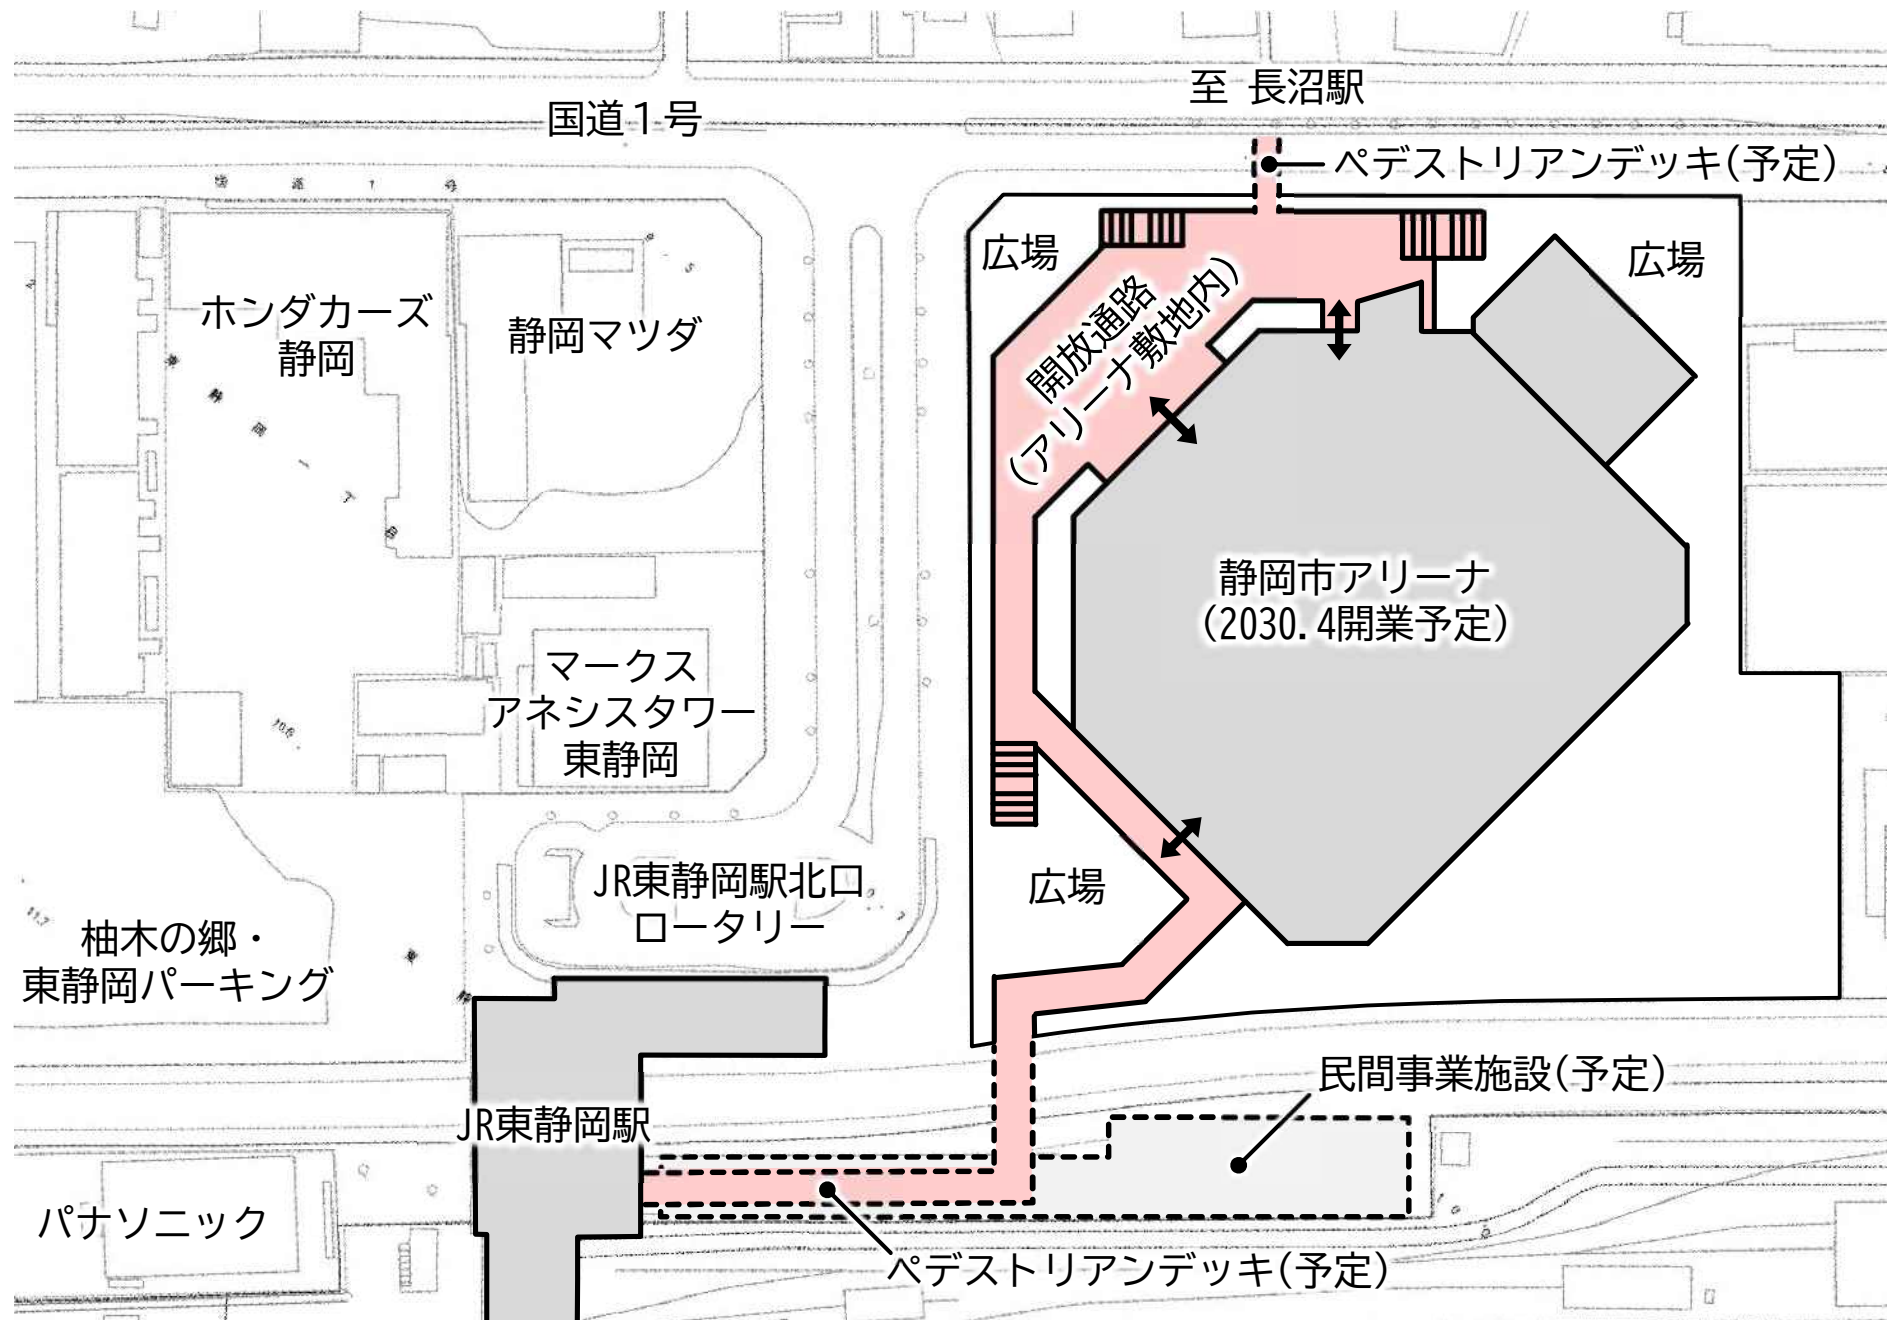 至 長沼駅
国道１号
ペデストリアンデッキ(予定)
広場
広場
開放通路
(アリーナ敷地内)
ホンダカーズ
静岡
静岡マツダ
静岡市アリーナ
(2030.4開業予定)
マークス
アネシスタワー
東静岡
JR東静岡駅北口
ロータリー
広場
柚木の郷・
東静岡パーキング
民間事業施設(予定)
JR東静岡駅
パナソニック
ペデストリアンデッキ(予定)